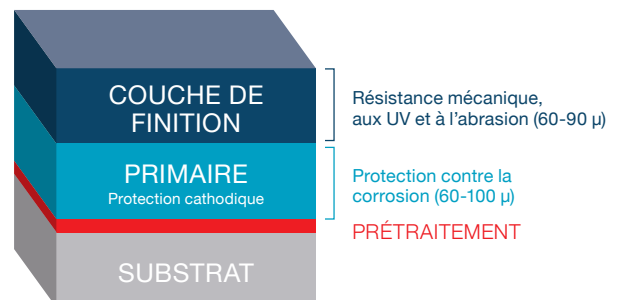 COUCHE DE
FINITION
Résistance mécanique,
aux UV et à l'abrasion (60-90 µ)
PRIMAIRE
Protection cathodique
Protection contre la
corrosion (60-100 µ)
PRÉTRAITEMENT
SUBSTRAT